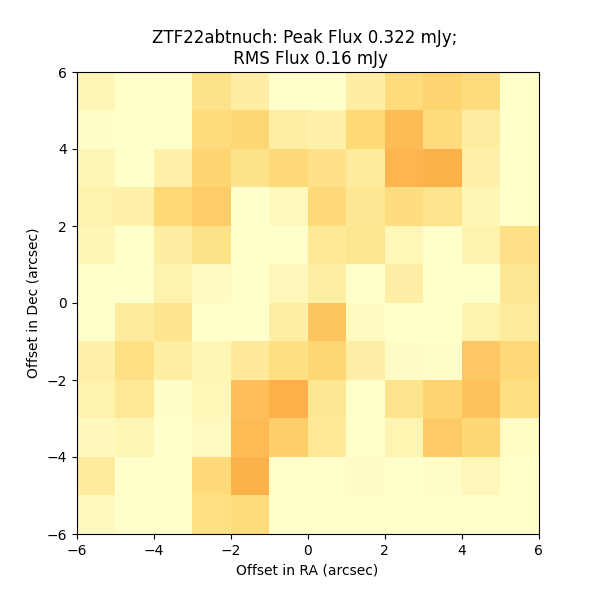 ZTF22abtnuch: Peak Flux 0.322 mJy;
RMS Flux 0.16 mJy
6
4
2
0
−2
−4
−6
Offset in Dec (arcsec)
−6 −4 −2 0 2 4 6
Offset in RA (arcsec)